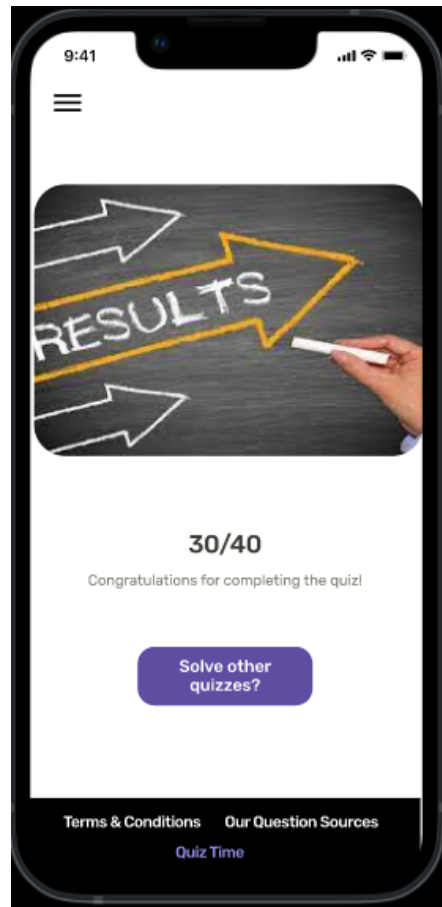 9:41
RESULTS
30/40
Congratulations for completing the quiz!
Solve other
quizzes?
Terms & Conditions Our Question Sources
Quiz Time